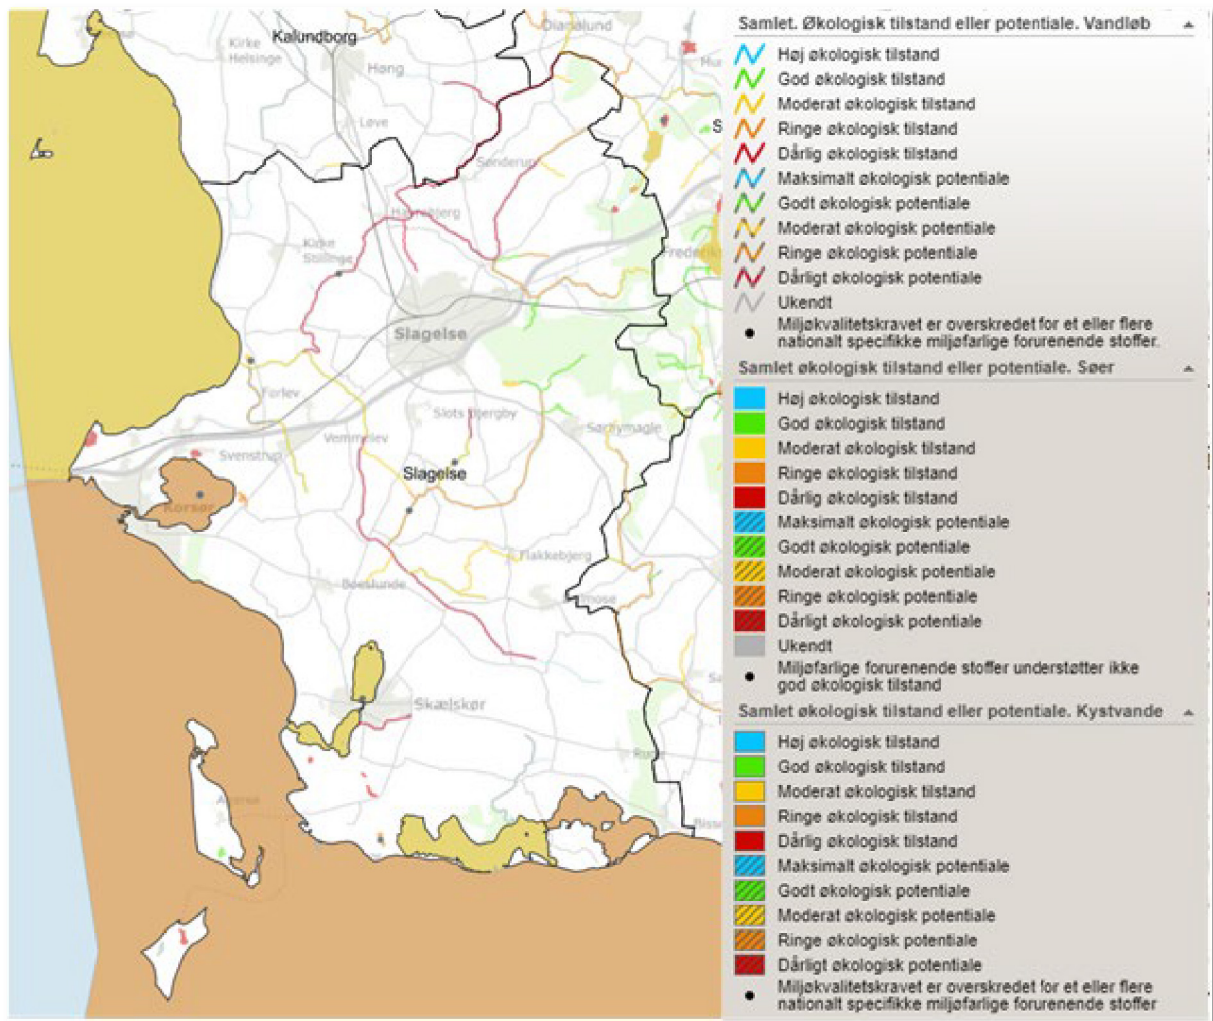 Kalundborg
Kirke
Helsinge
Høng
Dianalund
Løve
Sønderup
Havrebjerg
Kirke
Stillinge
Slagelse
Forlev
Vemmelev
Svenstrup
Slots Bjergby
Sørbymagle
Slagelse
Korsør
Flakkebjerg
Boeslunde
Skælskør
Agersø
Samlet. Økologisk tilstand eller potentiale. Vandløb
Høj økologisk tilstand
God økologisk tilstand
Moderat økologisk tilstand
Ringe økologisk tilstand
Dårlig økologisk tilstand
Maksimalt økologisk potentiale
Godt økologisk potentiale
Moderat økologisk potentiale
Ringe økologisk potentiale
Dårligt økologisk potentiale
Ukendt
Miljøkvalitetskravet er overskredet for et eller flere
nationalt specifikke miljøfarlige forurenende stoffer.
Samlet økologisk tilstand eller potentiale. Søer
Høj økologisk tilstand
God økologisk tilstand
Moderat økologisk tilstand
Ringe økologisk tilstand
Dårlig økologisk tilstand
Maksimalt økologisk potentiale
Godt økologisk potentiale
Moderat økologisk potentiale
Ringe økologisk potentiale
Dårligt økologisk potentiale
Ukendt
Miljøfarlige forurenende stoffer understøtter ikke
god økologisk tilstand
Samlet økologisk tilstand eller potentiale. Kystvande
Høj økologisk tilstand
God økologisk tilstand
Moderat økologisk tilstand
Ringe økologisk tilstand
Dårlig økologisk tilstand
Maksimalt økologisk potentiale
Godt økologisk potentiale
Moderat økologisk potentiale
Ringe økologisk potentiale
Dårligt økologisk potentiale
Miljøkvalitetskravet er overskredet for et eller flere
nationalt specifikke miljøfarlige forurenende stoffer